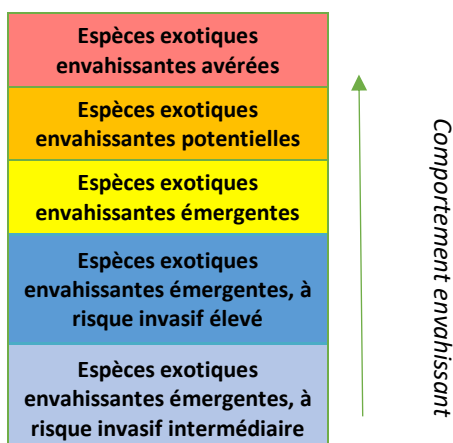 Espèces exotiques
envahissantes avérées
Espèces exotiques
envahissantes potentielles
Espèces exotiques
envahissantes émergentes
Espèces exotiques
envahissantes émergentes, à
risque invasif élevé
Espèces exotiques
envahissantes émergentes, à
risque invasif intermédiaire
Comportement envahissant